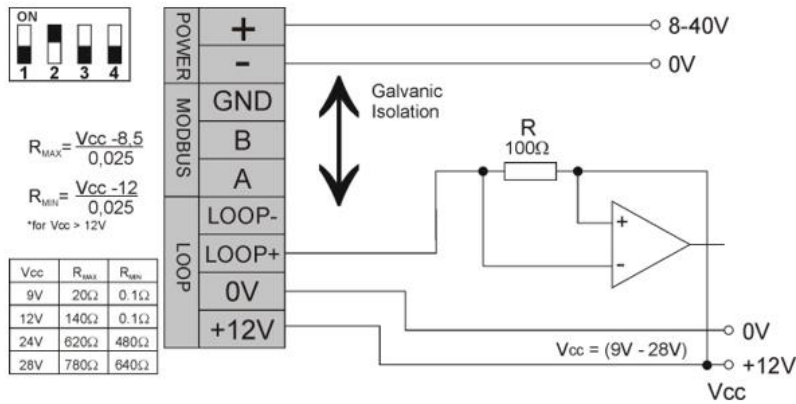 ON
1 2 3 4
POWER
+
-
MODBUS
GND
B
A
LOOP
LOOP-
LOOP+
0V
+12V
8-40V
0V
Galvanic
Isolation
R
100Ω
+
-
RMAX= Vcc -8,5
0,025
RMIN= Vcc -12
0,025
*for Vcc > 12V
Vcc RMAX RMIN
9V 20Ω 0.1Ω
12V 140Ω 0.1Ω
24V 620Ω 480Ω
28V 780Ω 640Ω
0V
Vcc = (9V - 28V)
+12V
Vcc